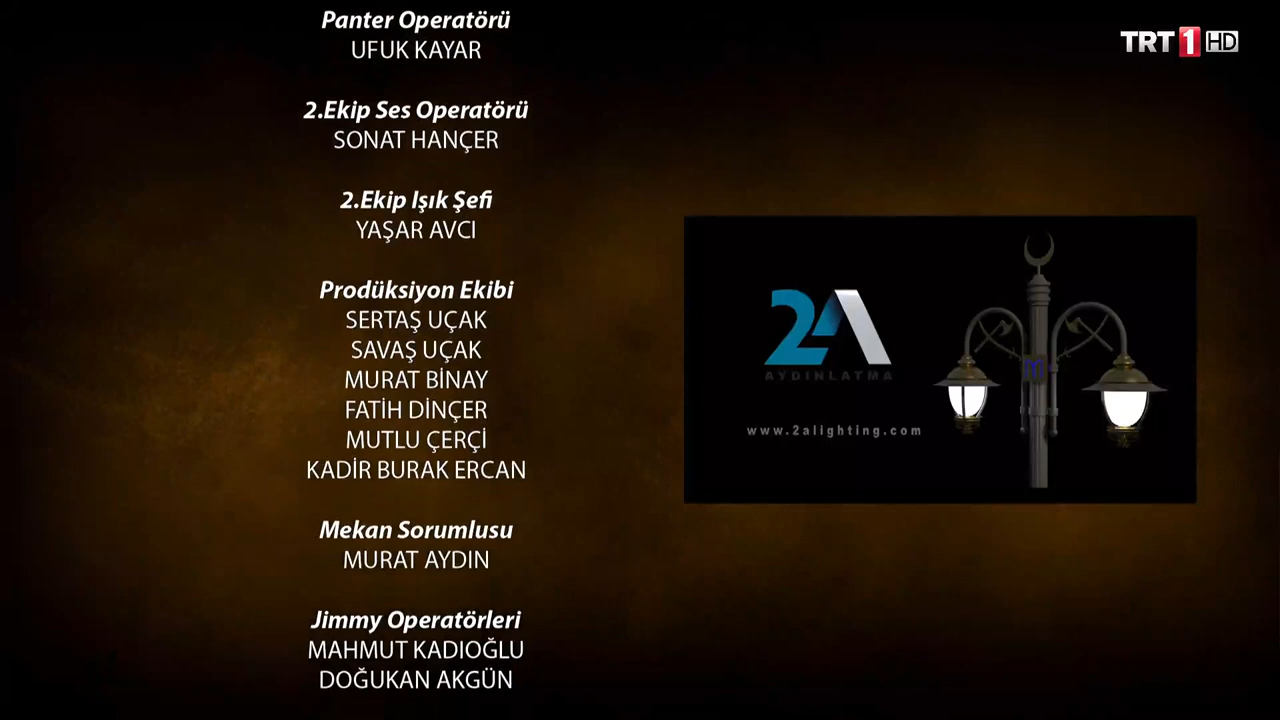 Panter Operatörü
UFUK KAYAR
2.Ekip Ses Operatörü
SONAT HANÇER
2.Ekip Işık Şefi
YAŞAR AVCI
Prodüksiyon Ekibi
SERTAŞ UÇAK
SAVAŞ UÇAK
MURAT BİNAY
FATİH DİNÇER
MUTLU ÇERÇİ
KADİR BURAK ERCAN
Mekan Sorumlusu
MURAT AYDIN
Jimmy Operatörleri
MAHMUT KADIOĞLU
DOĞUKAN AKGÜN
TRT 1 HD
2A
AYDINLATMA
www.2alighting.com